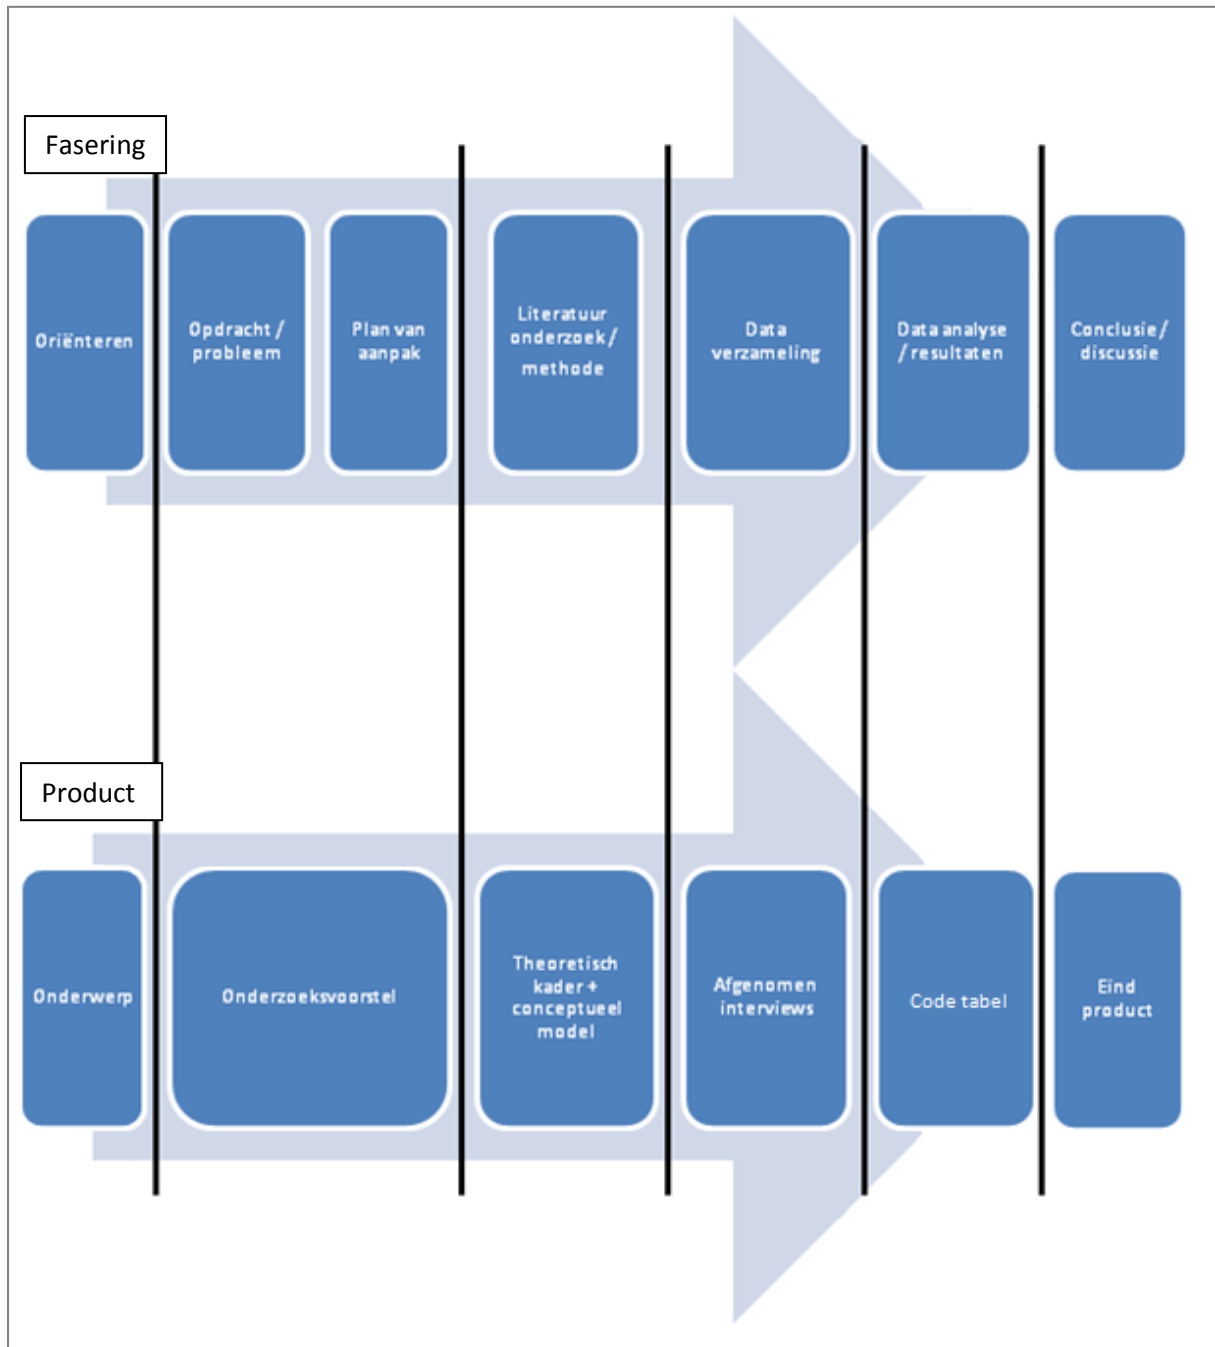 Fasering
Oriënteren
Opdracht /
probleem
Plan van
aanpak
Literatuur
onderzoek/
methode
Data
verzameling
Data analyse
/ resultaten
Conclusie/
discussie
Product
Onderwerp
Onderzoeksvoorstel
Theoretisch
kader +
conceptueel
model
Afgenomen
interviews
Code tabel
Eind
product